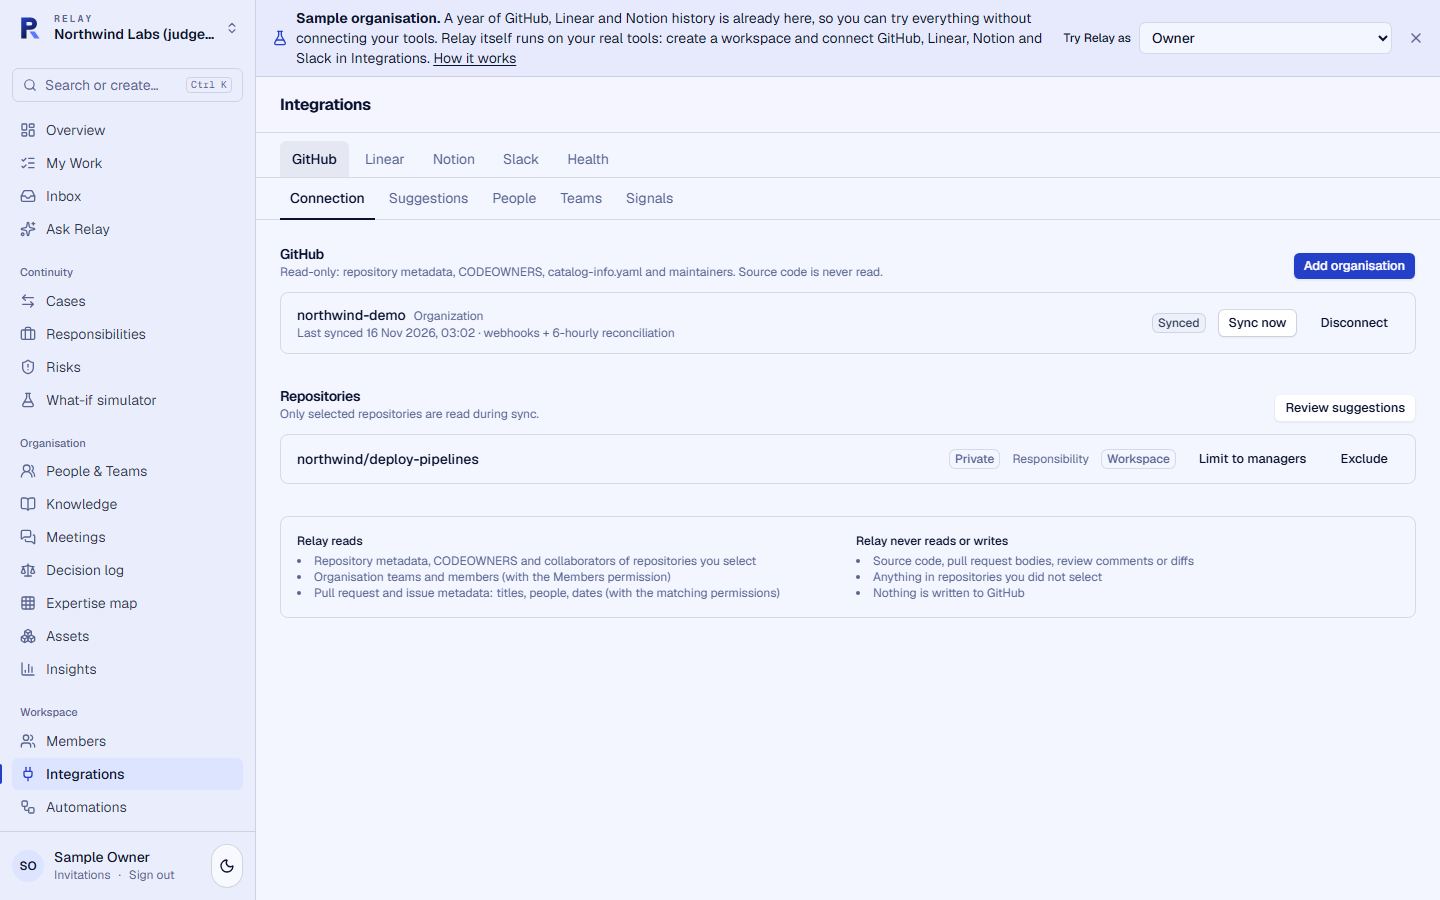 RELAY
Northwind Labs (judge...
Search or create...
Ctrl K
Overview
My Work
Inbox
Ask Relay
Continuity
Cases
Responsibilities
Risks
What-if simulator
Organisation
People & Teams
Knowledge
Meetings
Decision log
Expertise map
Assets
Insights
Workspace
Members
Integrations
Automations
SO
Sample Owner
Invitations · Sign out
Sample organisation. A year of GitHub, Linear and Notion history is already here, so you can try everything without
connecting your tools. Relay itself runs on your real tools: create a workspace and connect GitHub, Linear, Notion and
Slack in Integrations. How it works
Try Relay as
Owner
Integrations
GitHub Linear Notion Slack Health
Connection Suggestions People Teams Signals
GitHub
Read-only: repository metadata, CODEOWNERS, catalog-info.yaml and maintainers. Source code is never read.
Add organisation
northwind-demo Organization
Last synced 16 Nov 2026, 03:02 · webhooks + 6-hourly reconciliation
Synced Sync now Disconnect
Repositories
Only selected repositories are read during sync.
Review suggestions
northwind/deploy-pipelines
Private Responsibility Workspace Limit to managers Exclude
Relay reads
• Repository metadata, CODEOWNERS and collaborators of repositories you select
• Organisation teams and members (with the Members permission)
• Pull request and issue metadata: titles, people, dates (with the matching permissions)
Relay never reads or writes
• Source code, pull request bodies, review comments or diffs
• Anything in repositories you did not select
• Nothing is written to GitHub